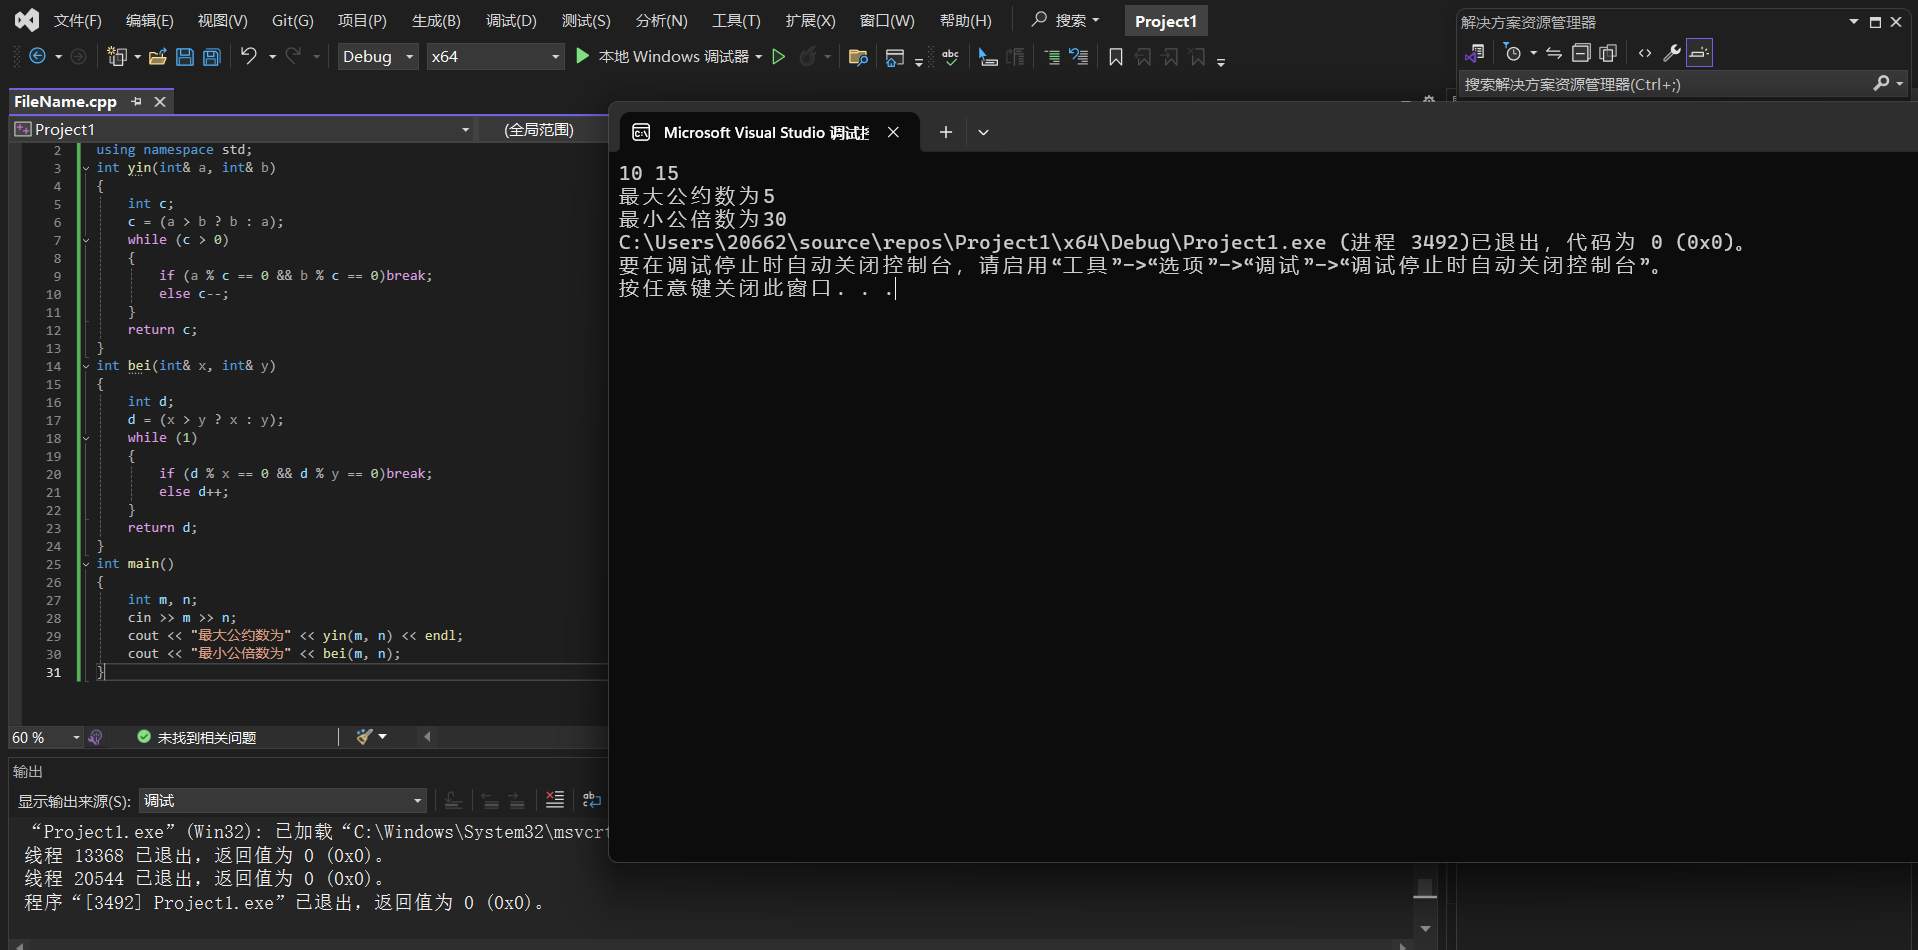 文件(F) 编辑(E) 视图(V) Git(G) 项目(P) 生成(B) 调试(D) 测试(S) 分析(N) 工具(T) 扩展(X) 窗口(W) 帮助(H) 搜索 Project1
Debug x64 本地 Windows 调试器
解决方案资源管理器
搜索解决方案资源管理器(Ctrl+;)
FileName.cpp
Project1 (全局范围)
2 using namespace std;
3 int yin(int& a, int& b)
4 {
5 int c;
6 c = (a > b ? b : a);
7 while (c > 0)
8 {
9 if (a % c == 0 && b % c == 0)break;
10 else c--;
11 }
12 return c;
13 }
14 int bei(int& x, int& y)
15 {
16 int d;
17 d = (x > y ? x : y);
18 while (1)
19 {
20 if (d % x == 0 && d % y == 0)break;
21 else d++;
22 }
23 return d;
24 }
25 int main()
26 {
27 int m, n;
28 cin >> m >> n;
29 cout << "最大公约数为" << yin(m, n) << endl;
30 cout << "最小公倍数为" << bei(m, n);
31 }
60 % 未找到相关问题
输出
显示输出来源(S): 调试
“Project1.exe”(Win32): 已加载“C:\Windows\System32\msvcrt
线程 13368 已退出，返回值为 0 (0x0)。
线程 20544 已退出，返回值为 0 (0x0)。
程序“[3492] Project1.exe”已退出，返回值为 0 (0x0)。
Microsoft Visual Studio 调试
10 15
最大公约数为5
最小公倍数为30
C:\Users\20662\source\repos\Project1\x64\Debug\Project1.exe (进程 3492)已退出，代码为 0 (0x0)。
要在调试停止时自动关闭控制台，请启用“工具”->“选项”->“调试”->“调试停止时自动关闭控制台”。
按任意键关闭此窗口. . .